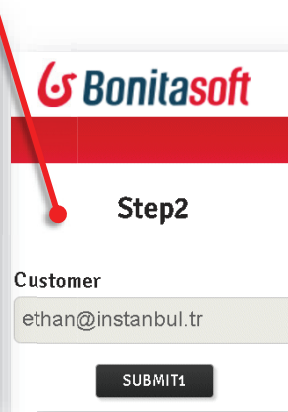 Bonitasoft
Step2
Customer
ethan@instanbul.tr
SUBMIT1